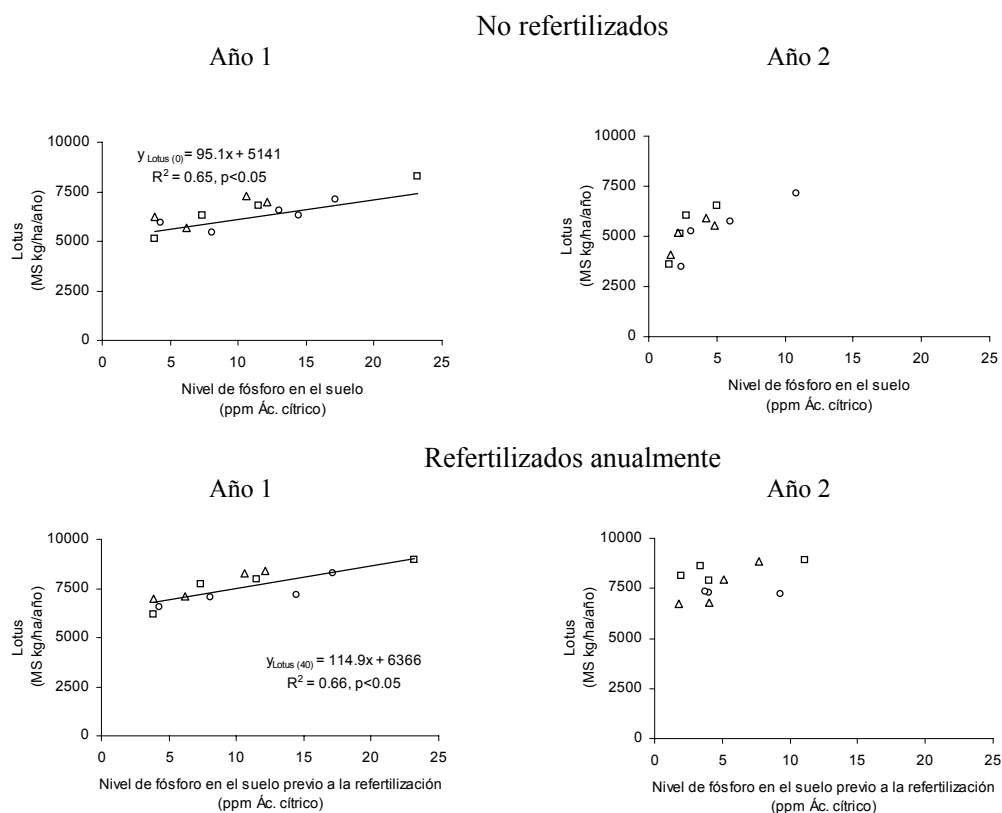 No refertilizados
Año 1
Año 2
10000
7500
5000
2500
0
Lotus
(MS kg/ha/año)
y Lotus (0) = 95.1x + 5141
R² = 0.65, p<0.05
0 5 10 15 20 25
Nivel de fósforo en el suelo
(ppm Ác. cítrico)
10000
7500
5000
2500
0
Lotus
(MS kg/ha/año)
0 5 10 15 20 25
Nivel de fósforo en el suelo
(ppm Ác. cítrico)
Refertilizados anualmente
Año 1
Año 2
10000
7500
5000
2500
0
Lotus
(MS kg/ha/año)
yLotus (40) = 114.9x + 6366
R² = 0.66, p<0.05
0 5 10 15 20 25
Nivel de fósforo en el suelo previo a la refertilización
(ppm Ác. cítrico)
10000
7500
5000
2500
0
Lotus
(MS kg/ha/año)
0 5 10 15 20 25
Nivel de fósforo en el suelo previo a la refertilización
(ppm Ác. cítrico)